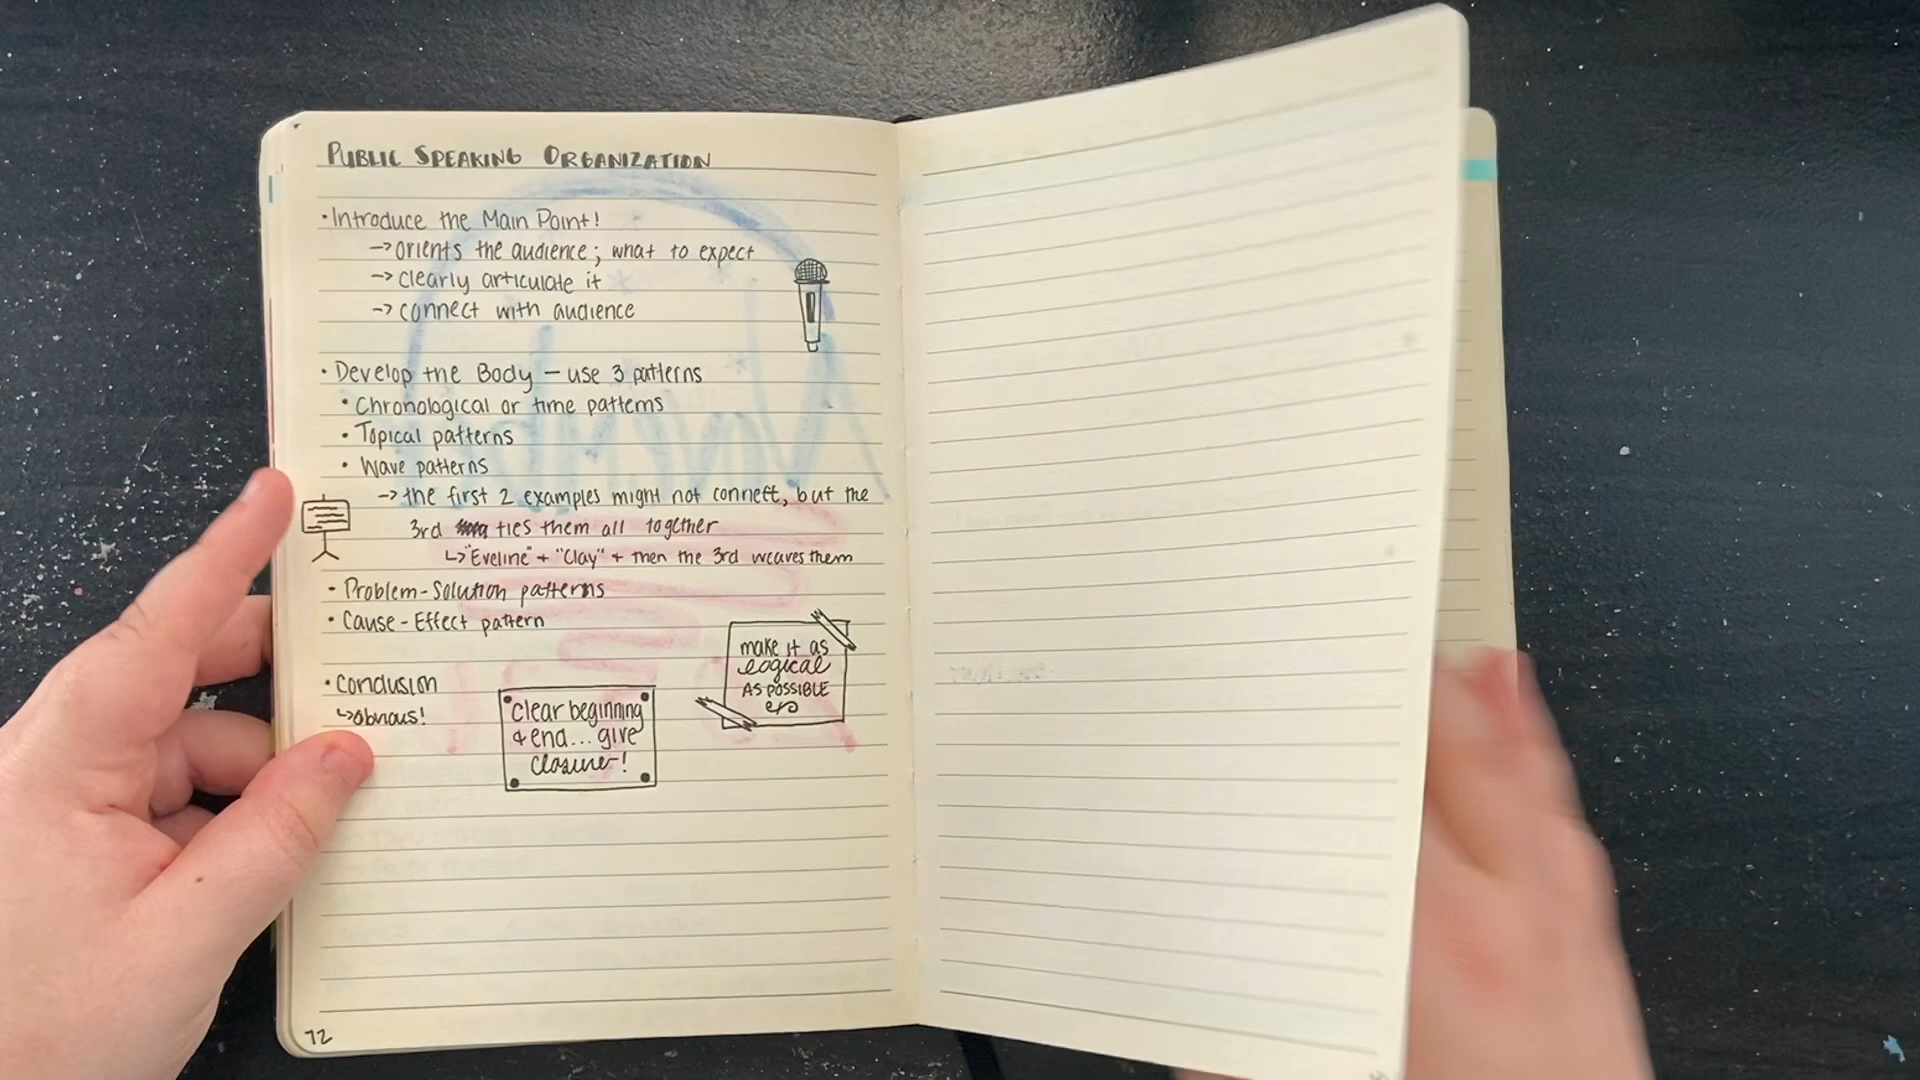 PUBLIC SPEAKING ORGANIZATION
• Introduce the Main Point!
-> orients the audience; what to expect
-> clearly articulate it
-> connect with audience
• Develop the Body — use 3 patterns
• Chronological or time patterns
• Topical patterns
• Wave patterns
-> the first 2 examples might not connect, but the
3rd ties them all together
↳ "Eveline" + "Clay" + then the 3rd weaves them
• Problem-Solution patterns
• Cause-Effect pattern
make it as
logical
AS POSSIBLE
• Conclusion
↳ obvious!
clear beginning
& end... give
closure!
72